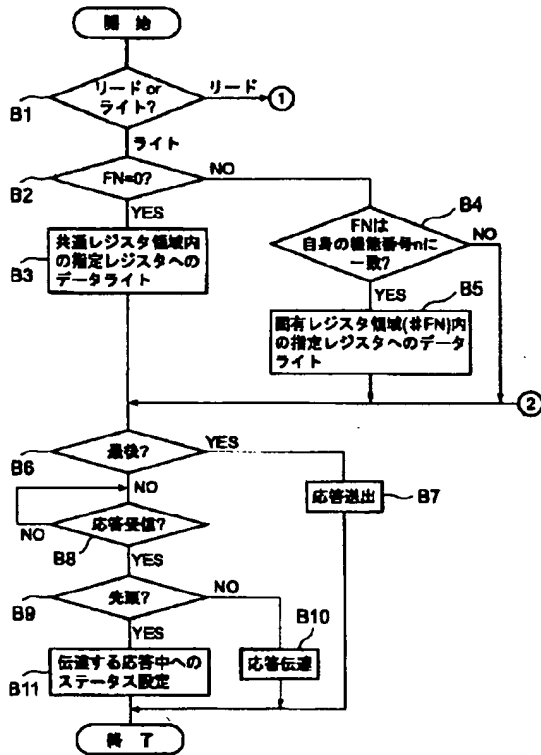 開 始
リード or
ライト?
リード
1
B1
ライト
FN=0?
NO
B2
YES
B4
共通レジスタ領域内
の指定レジスタへの
データライト
B3
FNは
自身の機能番号nに
一致?
NO
YES
B5
固有レジスタ領域(#FN)内
の指定レジスタへのデータ
ライト
2
最後?
YES
B6
NO
応答送出
B7
応答受信?
NO
B8
YES
先頭?
NO
B9
YES
B10
伝達する応答中への
ステータス設定
応答伝達
B11
終 了